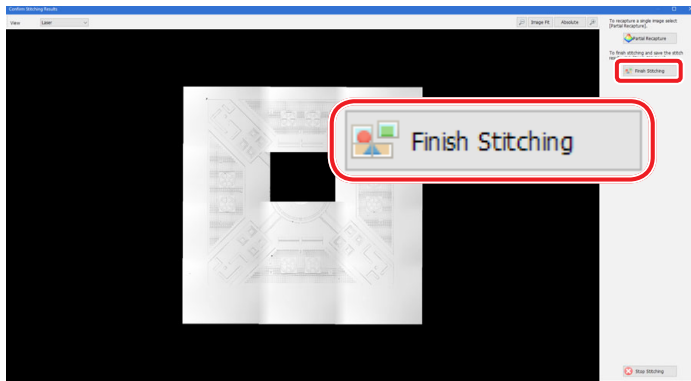 Confirm Stitching Results
View
Laser
Image Fit
Absolute
To recapture a single image select
[Partial Recapture].
Partial Recapture
To finish stitching and save the stitch
Finish Stitching
Finish Stitching
Stop Stitching